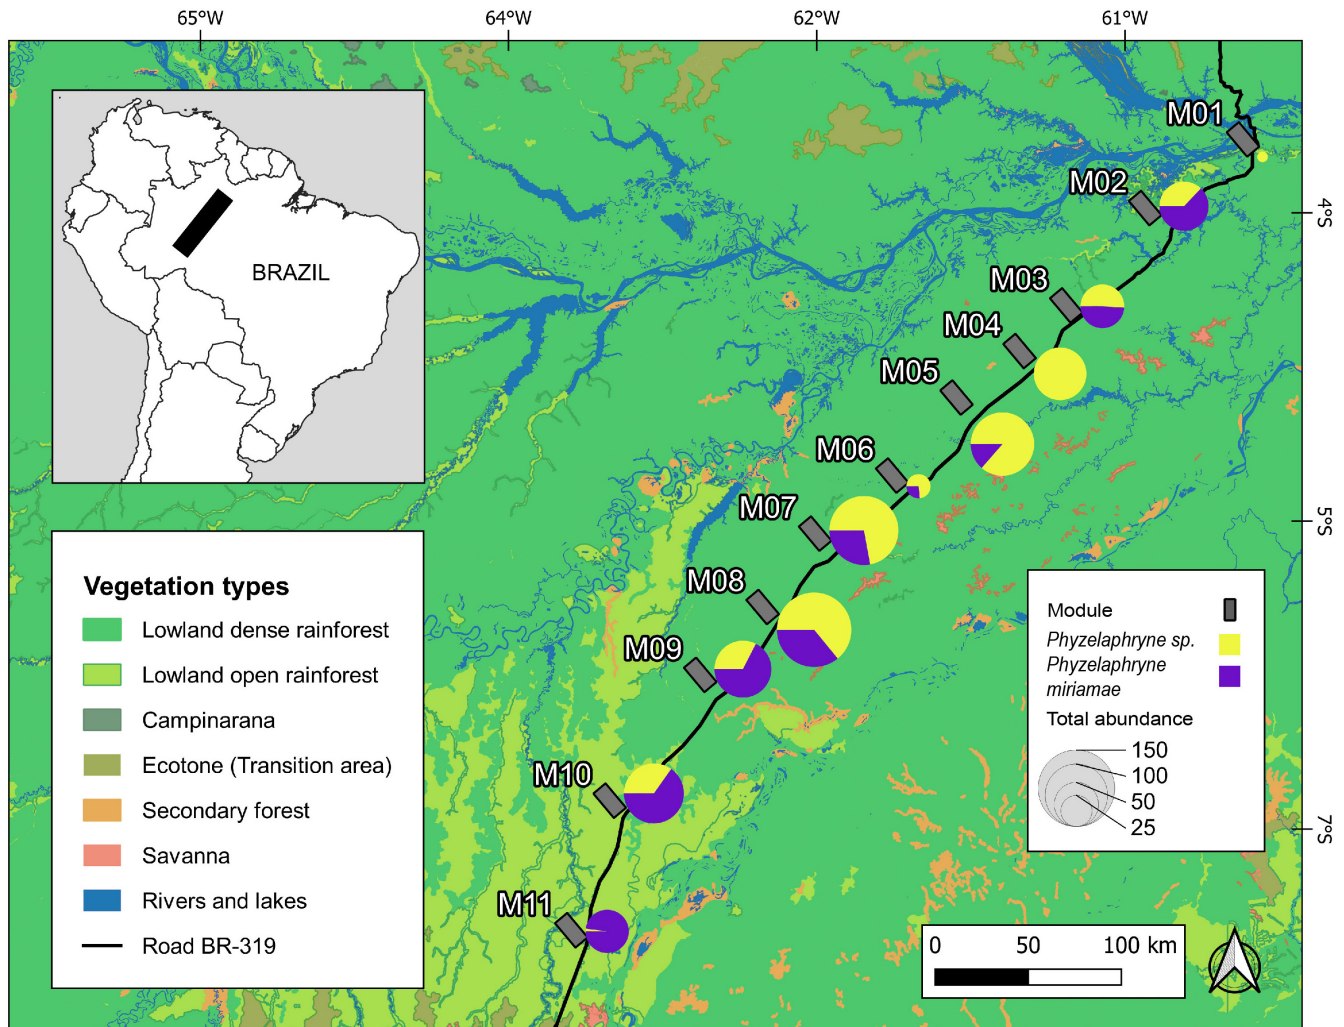 65°W
64°W
62°W
61°W
M01
M02
4°S
BRAZIL
M03
M04
M05
M06
M07
5°S
M08
M09
M10
M11
7°S
Vegetation types
Lowland dense rainforest
Lowland open rainforest
Campinarana
Ecotone (Transition area)
Secondary forest
Savanna
Rivers and lakes
Road BR-319
Module
Phyzelaphryne sp.
Phyzelaphryne
miriamae
Total abundance
150
100
50
25
0 50 100 km